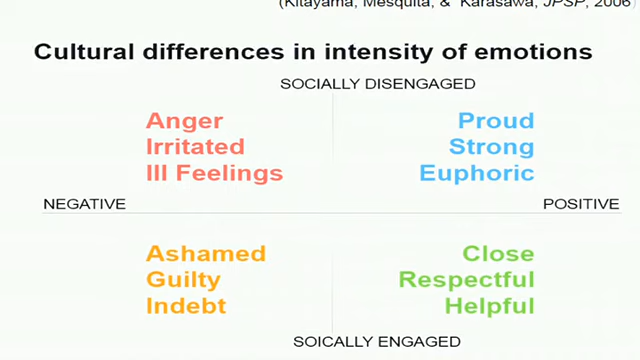 (Kitayama, Mesquita, & Karasawa, JPSP, 2006)
Cultural differences in intensity of emotions
SOCIALLY DISENGAGED
Anger
Irritated
Ill Feelings
Proud
Strong
Euphoric
NEGATIVE
POSITIVE
Ashamed
Guilty
Indebt
Close
Respectful
Helpful
SOICALLY ENGAGED